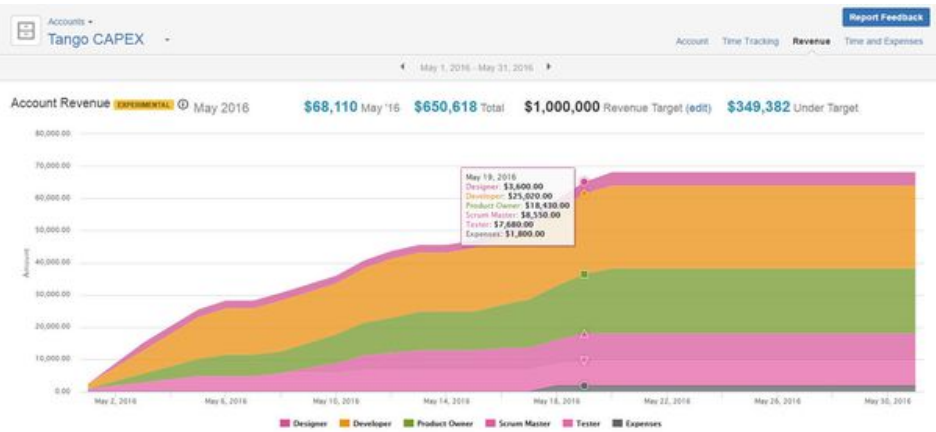 Accounts
Report Feedback
Tango CAPEX
Account Time Tracking Revenue Time and Expenses
May 1, 2016 - May 31, 2016
Account Revenue EXPERIMENTAL May 2016 $68,110 May '16 $650,618 Total $1,000,000 Revenue Target (edit) $349,382 Under Target
80,000.00
70,000.00
60,000.00
50,000.00
40,000.00
30,000.00
20,000.00
10,000.00
0.00
Amount
May 19, 2016
Designer: $3,600.00
Developer: $25,020.00
Product Owner: $18,430.00
Scrum Master: $8,550.00
Tester: $7,680.00
Expenses: $1,800.00
May 2, 2016 May 6, 2016 May 10, 2016 May 14, 2016 May 18, 2016 May 22, 2016 May 26, 2016 May 30, 2016
Designer Developer Product Owner Scrum Master Tester Expenses